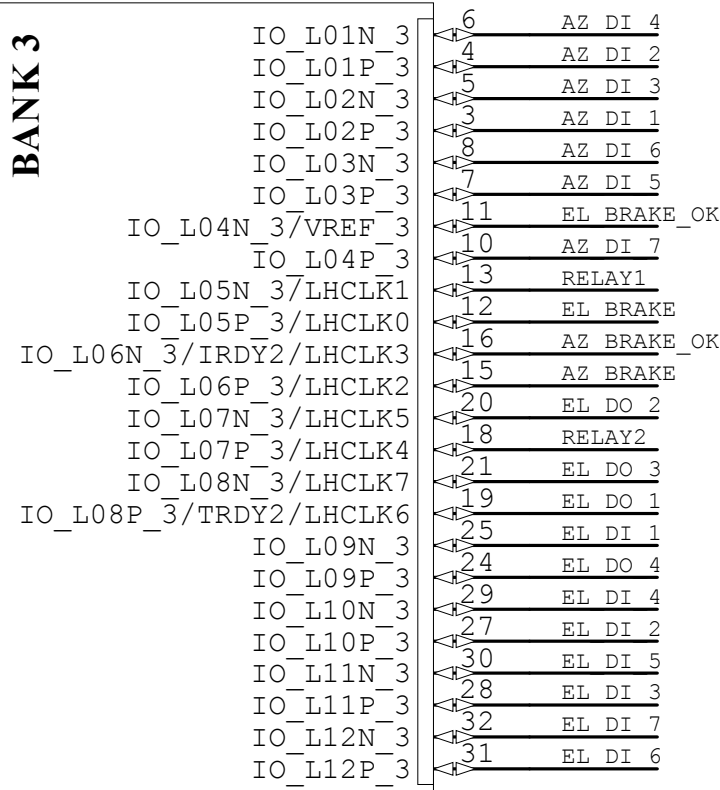 BANK 3
IO_L01N_3 6 AZ DI 4
IO_L01P_3 4 AZ DI 2
IO_L02N_3 5 AZ DI 3
IO_L02P_3 3 AZ DI 1
IO_L03N_3 8 AZ DI 6
IO_L03P_3 7 AZ DI 5
IO_L04N_3/VREF_3 11 EL BRAKE_OK
IO_L04P_3 10 AZ DI 7
IO_L05N_3/LHCLK1 13 RELAY1
IO_L05P_3/LHCLK0 12 EL BRAKE
IO_L06N_3/IRDY2/LHCLK3 16 AZ BRAKE_OK
IO_L06P_3/LHCLK2 15 AZ BRAKE
IO_L07N_3/LHCLK5 20 EL DO 2
IO_L07P_3/LHCLK4 18 RELAY2
IO_L08N_3/LHCLK7 21 EL DO 3
IO_L08P_3/TRDY2/LHCLK6 19 EL DO 1
IO_L09N_3 25 EL DI 1
IO_L09P_3 24 EL DO 4
IO_L10N_3 29 EL DI 4
IO_L10P_3 27 EL DI 2
IO_L11N_3 30 EL DI 5
IO_L11P_3 28 EL DI 3
IO_L12N_3 32 EL DI 7
IO_L12P_3 31 EL DI 6